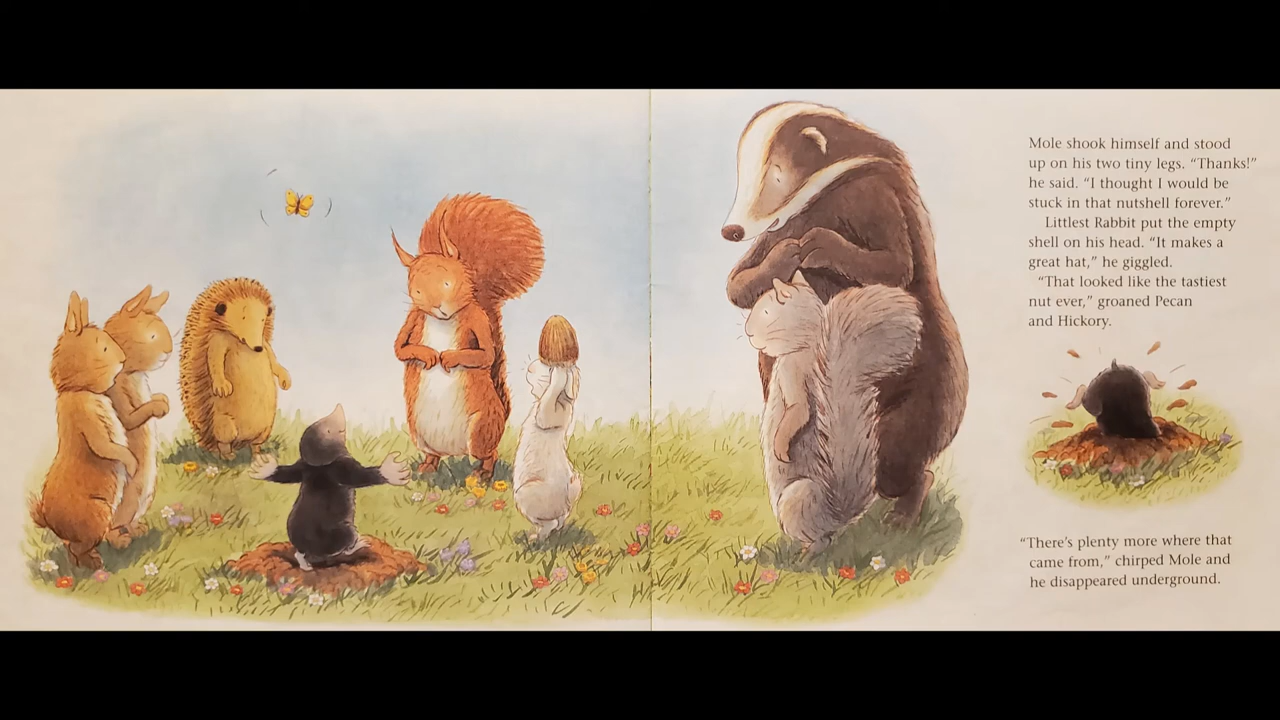 Mole shook himself and stood
up on his two tiny legs. “Thanks!”
he said. “I thought I would be
stuck in that nutshell forever.”
Littlest Rabbit put the empty
shell on his head. “It makes a
great hat,” he giggled.
“That looked like the tastiest
nut ever,” groaned Pecan
and Hickory.
“There’s plenty more where that
came from,” chirped Mole and
he disappeared underground.